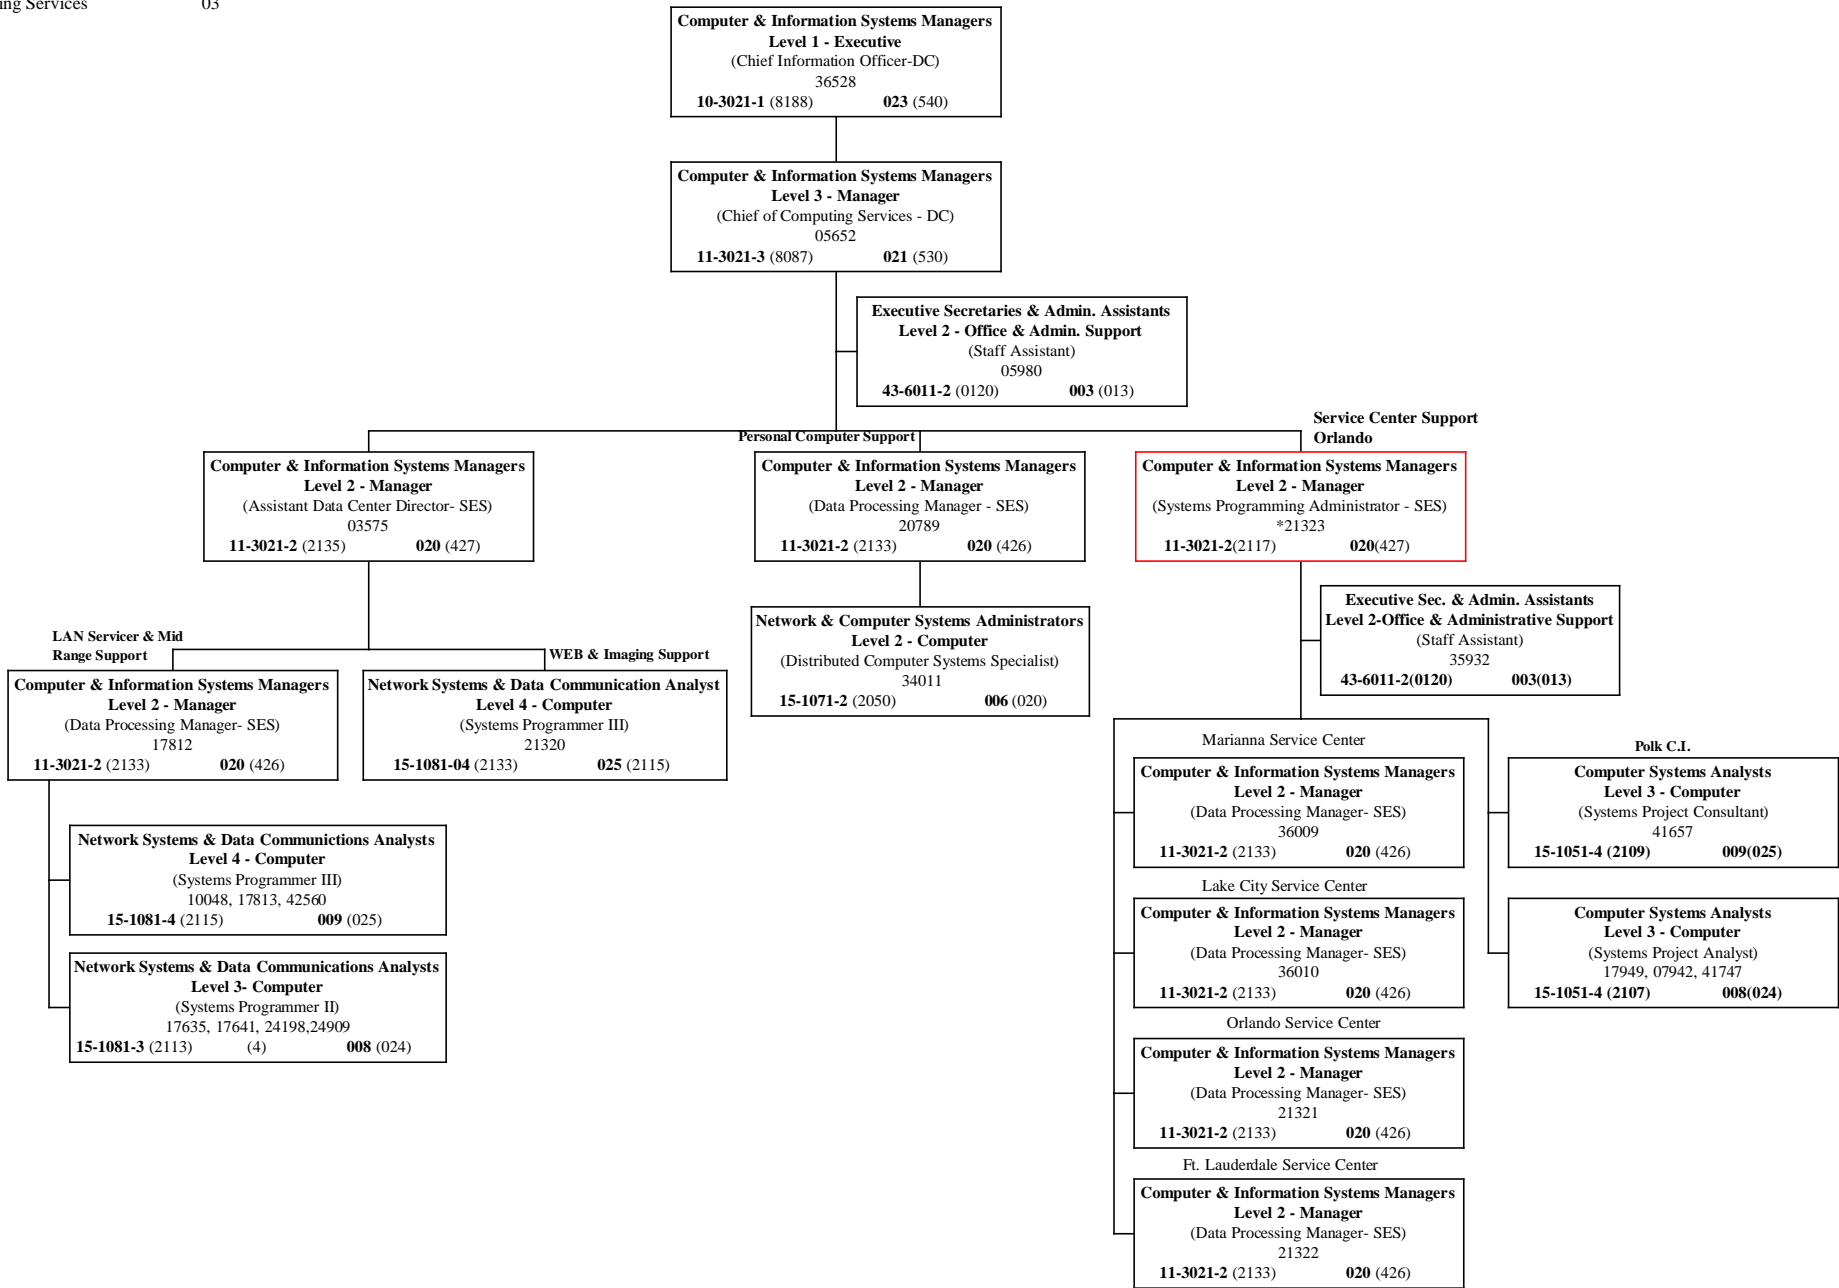 ing Services 03
Computer & Information Systems Managers
Level 1 - Executive
(Chief Information Officer-DC)
36528
10-3021-1 (8188) 023 (540)
Computer & Information Systems Managers
Level 3 - Manager
(Chief of Computing Services - DC)
05652
11-3021-3 (8087) 021 (530)
Executive Secretaries & Admin. Assistants
Level 2 - Office & Admin. Support
(Staff Assistant)
05980
43-6011-2 (0120) 003 (013)
Computer & Information Systems Managers
Level 2 - Manager
(Assistant Data Center Director- SES)
03575
11-3021-2 (2135) 020 (427)
Personal Computer Support
Computer & Information Systems Managers
Level 2 - Manager
(Data Processing Manager - SES)
20789
11-3021-2 (2133) 020 (426)
Service Center Support
Orlando
Computer & Information Systems Managers
Level 2 - Manager
(Systems Programming Administrator - SES)
*21323
11-3021-2(2117) 020(427)
Network & Computer Systems Administrators
Level 2 - Computer
(Distributed Computer Systems Specialist)
34011
15-1071-2 (2050) 006 (020)
Executive Sec. & Admin. Assistants
Level 2-Office & Administrative Support
(Staff Assistant)
35932
43-6011-2(0120) 003(013)
LAN Servicer & Mid
Range Support
Computer & Information Systems Managers
Level 2 - Manager
(Data Processing Manager- SES)
17812
11-3021-2 (2133) 020 (426)
WEB & Imaging Support
Network Systems & Data Communication Analyst
Level 4 - Computer
(Systems Programmer III)
21320
15-1081-04 (2133) 025 (2115)
Network Systems & Data Communictions Analysts
Level 4 - Computer
(Systems Programmer III)
10048, 17813, 42560
15-1081-4 (2115) 009 (025)
Network Systems & Data Communications Analysts
Level 3- Computer
(Systems Programmer II)
17635, 17641, 24198,24909
15-1081-3 (2113) (4) 008 (024)
Marianna Service Center
Computer & Information Systems Managers
Level 2 - Manager
(Data Processing Manager- SES)
36009
11-3021-2 (2133) 020 (426)
Lake City Service Center
Computer & Information Systems Managers
Level 2 - Manager
(Data Processing Manager- SES)
36010
11-3021-2 (2133) 020 (426)
Orlando Service Center
Computer & Information Systems Managers
Level 2 - Manager
(Data Processing Manager- SES)
21321
11-3021-2 (2133) 020 (426)
Ft. Lauderdale Service Center
Computer & Information Systems Managers
Level 2 - Manager
(Data Processing Manager- SES)
21322
11-3021-2 (2133) 020 (426)
Polk C.I.
Computer Systems Analysts
Level 3 - Computer
(Systems Project Consultant)
41657
15-1051-4 (2109) 009(025)
Computer Systems Analysts
Level 3 - Computer
(Systems Project Analyst)
17949, 07942, 41747
15-1051-4 (2107) 008(024)